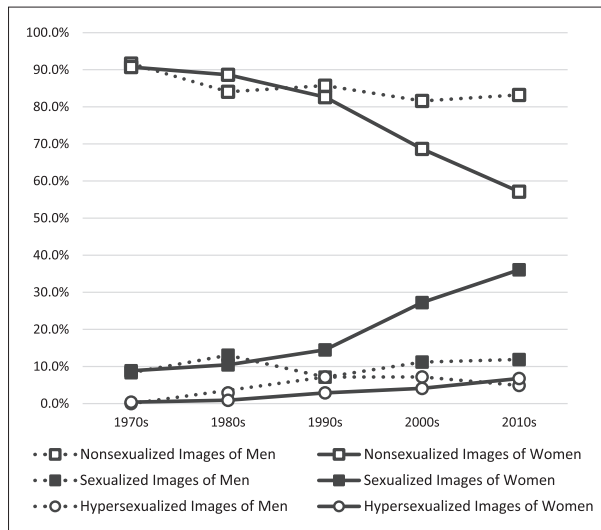 100.0%
90.0%
80.0%
70.0%
60.0%
50.0%
40.0%
30.0%
20.0%
10.0%
0.0%
1970s 1980s 1990s 2000s 2010s
Nonsexualized Images of Men Nonsexualized Images of Women
Sexualized Images of Men Sexualized Images of Women
Hypersexualized Images of Men Hypersexualized Images of Women